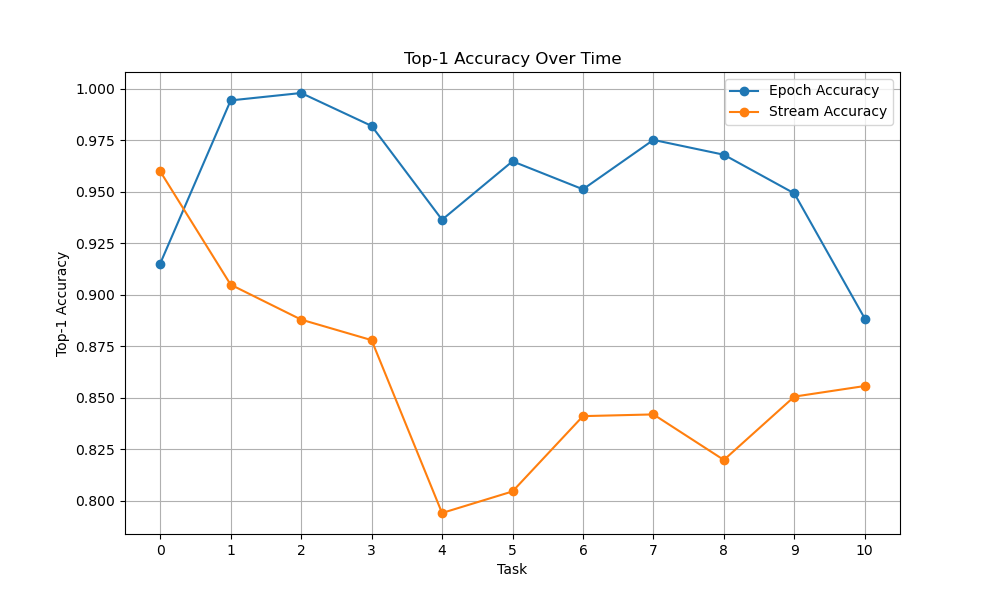 Top-1 Accuracy Over Time
Epoch Accuracy
Stream Accuracy
Top-1 Accuracy
1.000
0.975
0.950
0.925
0.900
0.875
0.850
0.825
0.800
0 1 2 3 4 5 6 7 8 9 10
Task